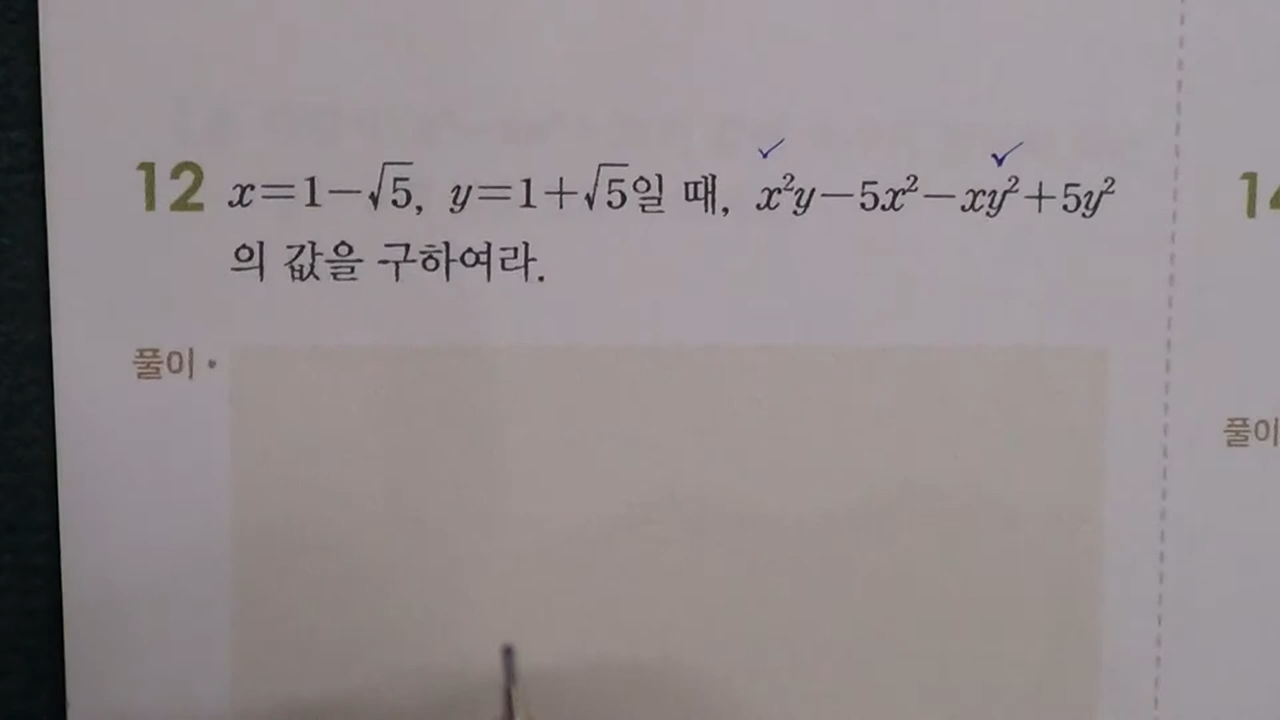 12 x=1-√5, y=1+√5일 때, x²y-5x²-xy²+5y²
의 값을 구하여라.
풀이 •
14
풀이